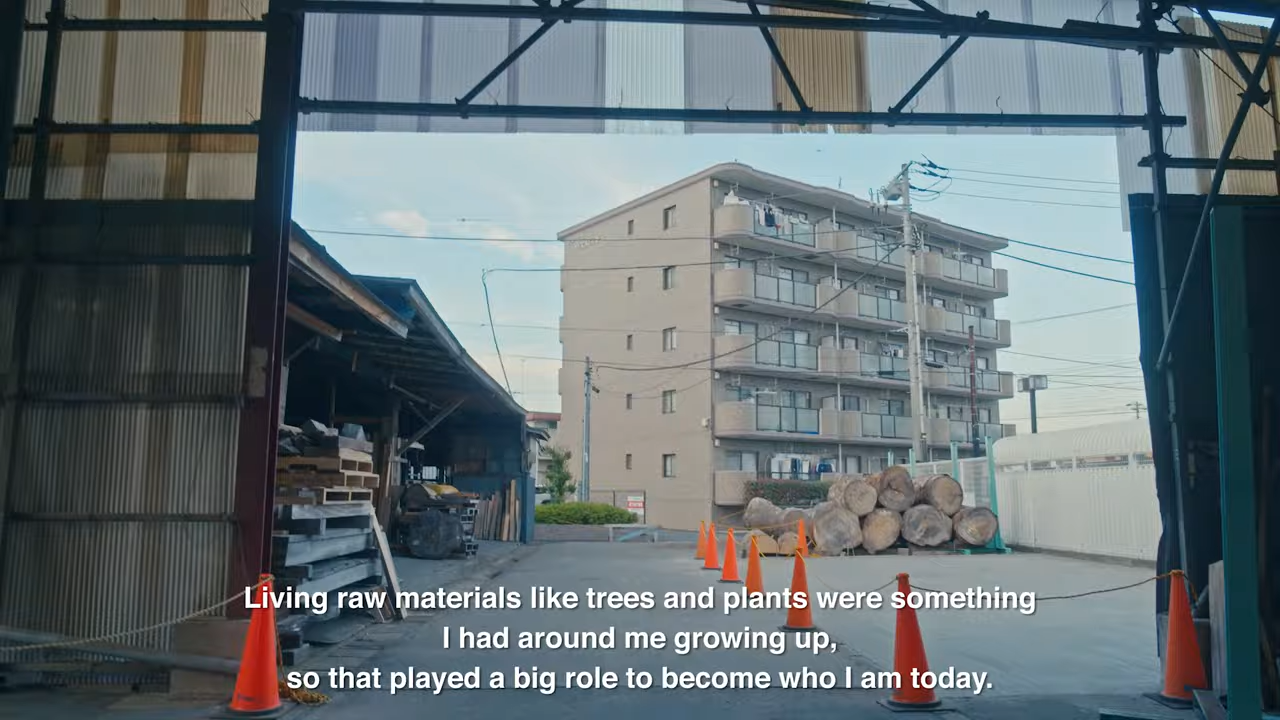 Living raw materials like trees and plants were something
I had around me growing up,
so that played a big role to become who I am today.